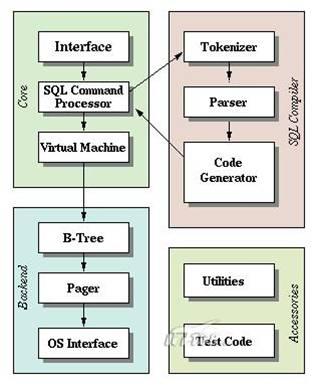 Core
Interface
SQL Command
Processor
Virtual Machine
SQL Compiler
Tokenizer
Parser
Code
Generator
Backend
B-Tree
Pager
OS Interface
Accessories
Utilities
Test Code